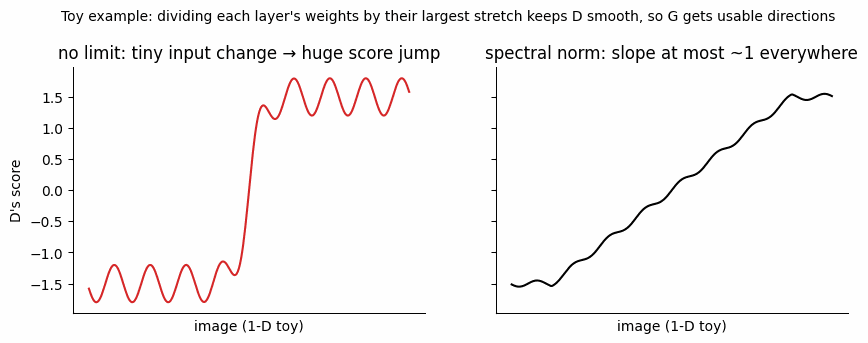 Toy example: dividing each layer's weights by their largest stretch keeps D smooth, so G gets usable directions
no limit: tiny input change → huge score jump
spectral norm: slope at most ~1 everywhere
D's score
1.5
1.0
0.5
0.0
−0.5
−1.0
−1.5
image (1-D toy)
image (1-D toy)